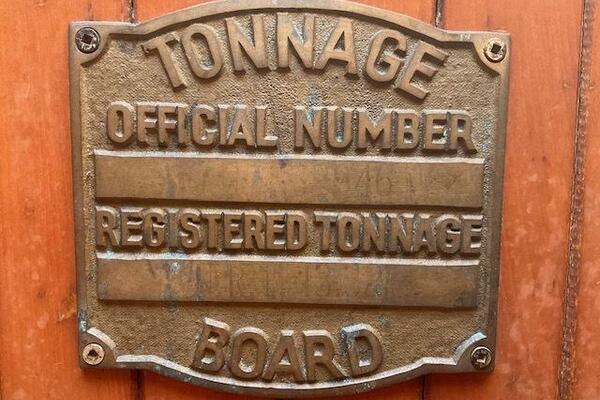 TONNAGE
OFFICIAL NUMBER
REGISTERED TONNAGE
BOARD